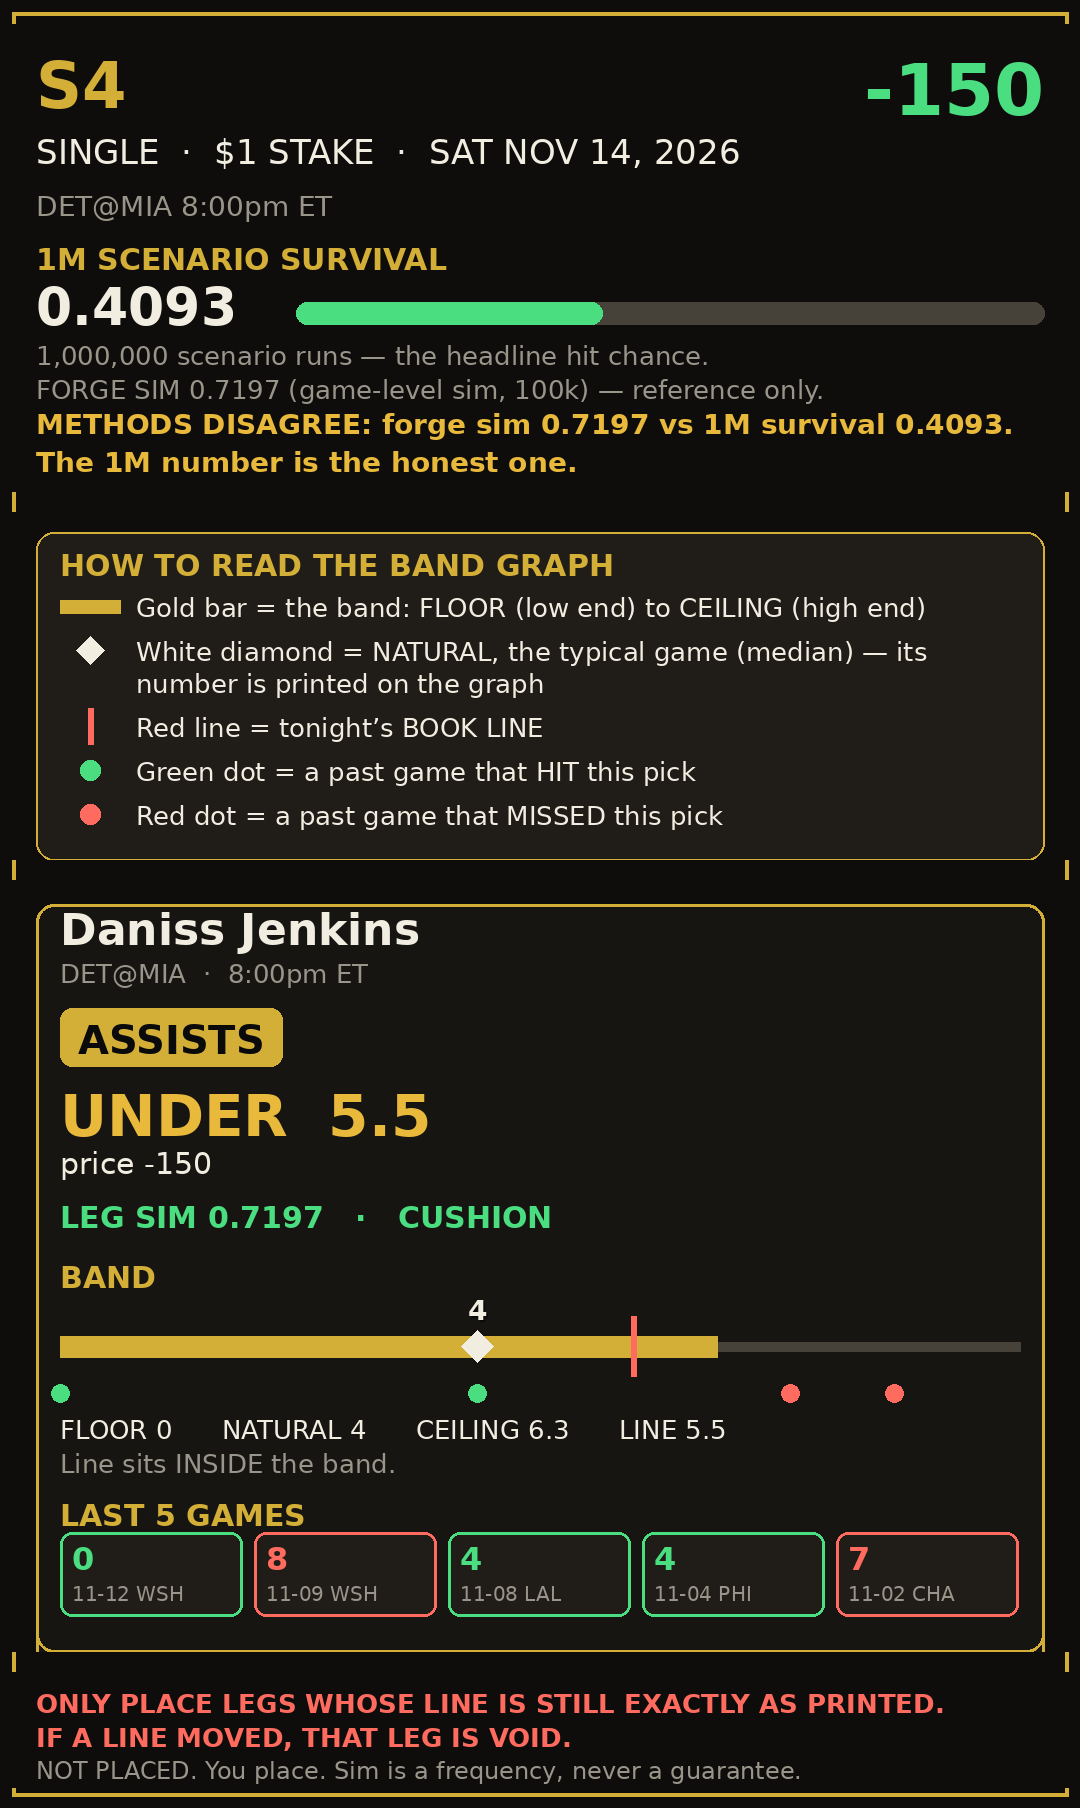 S4
-150
SINGLE · $1 STAKE · SAT NOV 14, 2026
DET@MIA 8:00pm ET
1M SCENARIO SURVIVAL
0.4093
1,000,000 scenario runs — the headline hit chance.
FORGE SIM 0.7197 (game-level sim, 100k) — reference only.
METHODS DISAGREE: forge sim 0.7197 vs 1M survival 0.4093.
The 1M number is the honest one.
HOW TO READ THE BAND GRAPH
Gold bar = the band: FLOOR (low end) to CEILING (high end)
White diamond = NATURAL, the typical game (median) — its
number is printed on the graph
Red line = tonight’s BOOK LINE
Green dot = a past game that HIT this pick
Red dot = a past game that MISSED this pick
Daniss Jenkins
DET@MIA · 8:00pm ET
ASSISTS
UNDER 5.5
price -150
LEG SIM 0.7197 · CUSHION
BAND
4
FLOOR 0 NATURAL 4 CEILING 6.3 LINE 5.5
Line sits INSIDE the band.
LAST 5 GAMES
0 8 4 4 7
11-12 WSH 11-09 WSH 11-08 LAL 11-04 PHI 11-02 CHA
ONLY PLACE LEGS WHOSE LINE IS STILL EXACTLY AS PRINTED.
IF A LINE MOVED, THAT LEG IS VOID.
NOT PLACED. You place. Sim is a frequency, never a guarantee.